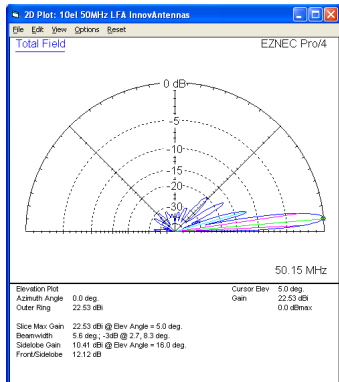 2D Plot: 10el 50MHz LFA InnovAntennas
File Edit View Options Reset
Total Field EZNEC Pro/4
0 dB
-5
-10
-15
-20
-30
50.15 MHz
Elevation Plot Cursor Elev 5.0 deg.
Azimuth Angle 0.0 deg. Gain 22.53 dBi
Outer Ring 22.53 dBi 0.0 dBmax
Slice Max Gain 22.53 dBi @ Elev Angle = 5.0 deg.
Beamwidth 5.6 deg.; -3dB @ 2.7, 8.3 deg.
Sidelobe Gain 10.41 dBi @ Elev Angle = 16.0 deg.
Front/Sidelobe 12.12 dB